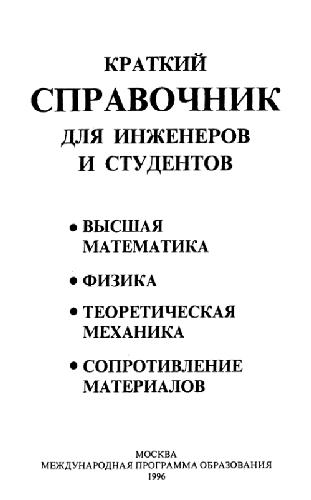 КРАТКИЙ
СПРАВОЧНИК
ДЛЯ ИНЖЕНЕРОВ
И СТУДЕНТОВ
• ВЫСШАЯ
МАТЕМАТИКА
• ФИЗИКА
• ТЕОРЕТИЧЕСКАЯ
МЕХАНИКА
• СОПРОТИВЛЕНИЕ
МАТЕРИАЛОВ
МОСКВА
МЕЖДУНАРОДНАЯ ПРОГРАММА ОБРАЗОВАНИЯ
1996